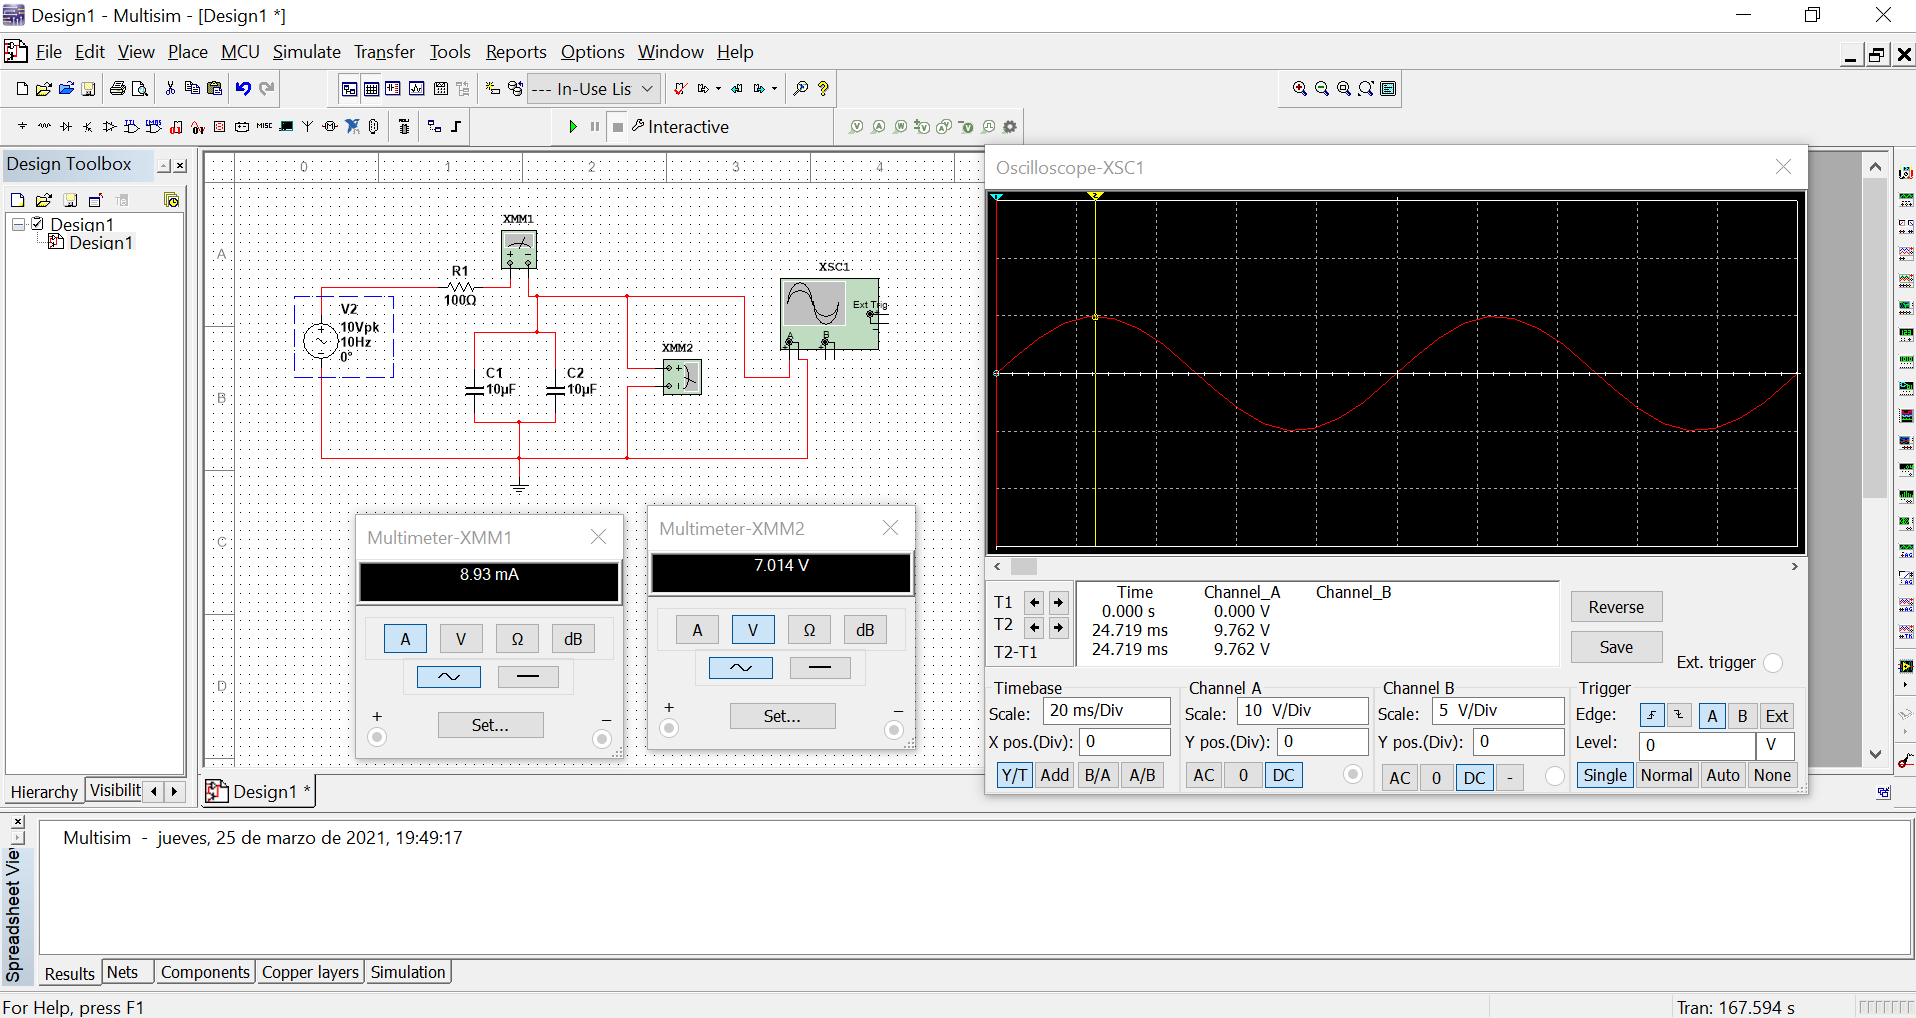 Design1 - Multisim - [Design1 *]
File Edit View Place MCU Simulate Transfer Tools Reports Options Window Help
--- In-Use Lis
MISC
Interactive
Design Toolbox
Design1
Design1
Hierarchy Visibilit
0 1 2 3 4
A
B
C
D
XMM1
R1
100Ω
V2
10Vpk
10Hz
0°
C1
10µF
C2
10µF
XMM2
XSC1
Ext Trig
A B
Multimeter-XMM1
8.93 mA
A V Ω dB
+ −
Set...
Multimeter-XMM2
7.014 V
A V Ω dB
+ −
Set...
Design1 *
Oscilloscope-XSC1
Time Channel_A Channel_B
T1 0.000 s 0.000 V
T2 24.719 ms 9.762 V
T2-T1 24.719 ms 9.762 V
Reverse
Save
Ext. trigger
Timebase
Scale: 20 ms/Div
X pos.(Div): 0
Y/T Add B/A A/B
Channel A
Scale: 10 V/Div
Y pos.(Div): 0
AC 0 DC
Channel B
Scale: 5 V/Div
Y pos.(Div): 0
AC 0 DC -
Trigger
Edge: A B Ext
Level: 0 V
Single Normal Auto None
Spreadsheet Vie
Multisim - jueves, 25 de marzo de 2021, 19:49:17
Results Nets Components Copper layers Simulation
For Help, press F1
Tran: 167.594 s